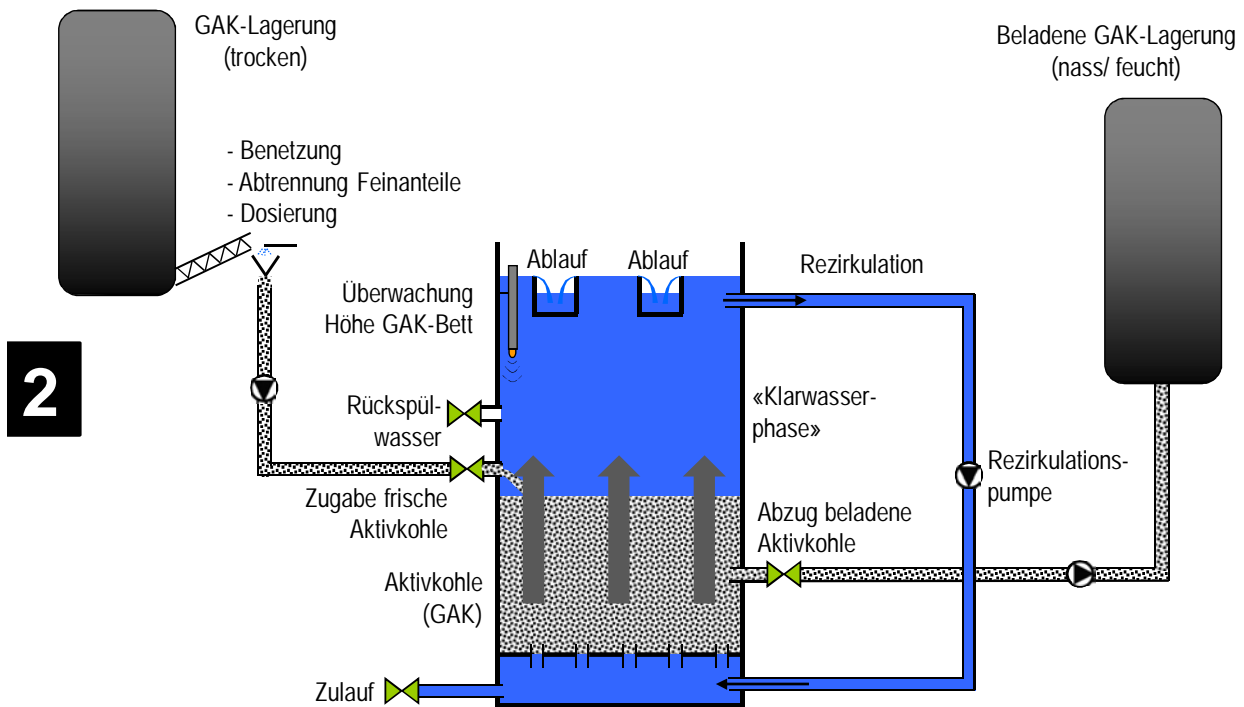 GAK-Lagerung
(trocken)
Beladene GAK-Lagerung
(nass/ feucht)
- Benetzung
- Abtrennung Feinanteile
- Dosierung
Ablauf
Ablauf
Rezirkulation
Überwachung
Höhe GAK-Bett
2
Rückspül-
wasser
«Klarwasser-
phase»
Rezirkulations-
pumpe
Zugabe frische
Aktivkohle
Abzug beladene
Aktivkohle
Aktivkohle
(GAK)
Zulauf